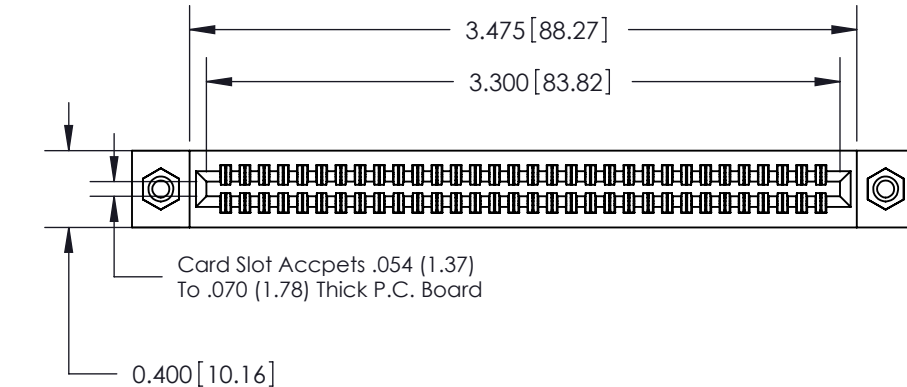 3.475[88.27]
3.300[83.82]
Card Slot Accpets .054 (1.37)
To .070 (1.78) Thick P.C. Board
0.400[10.16]